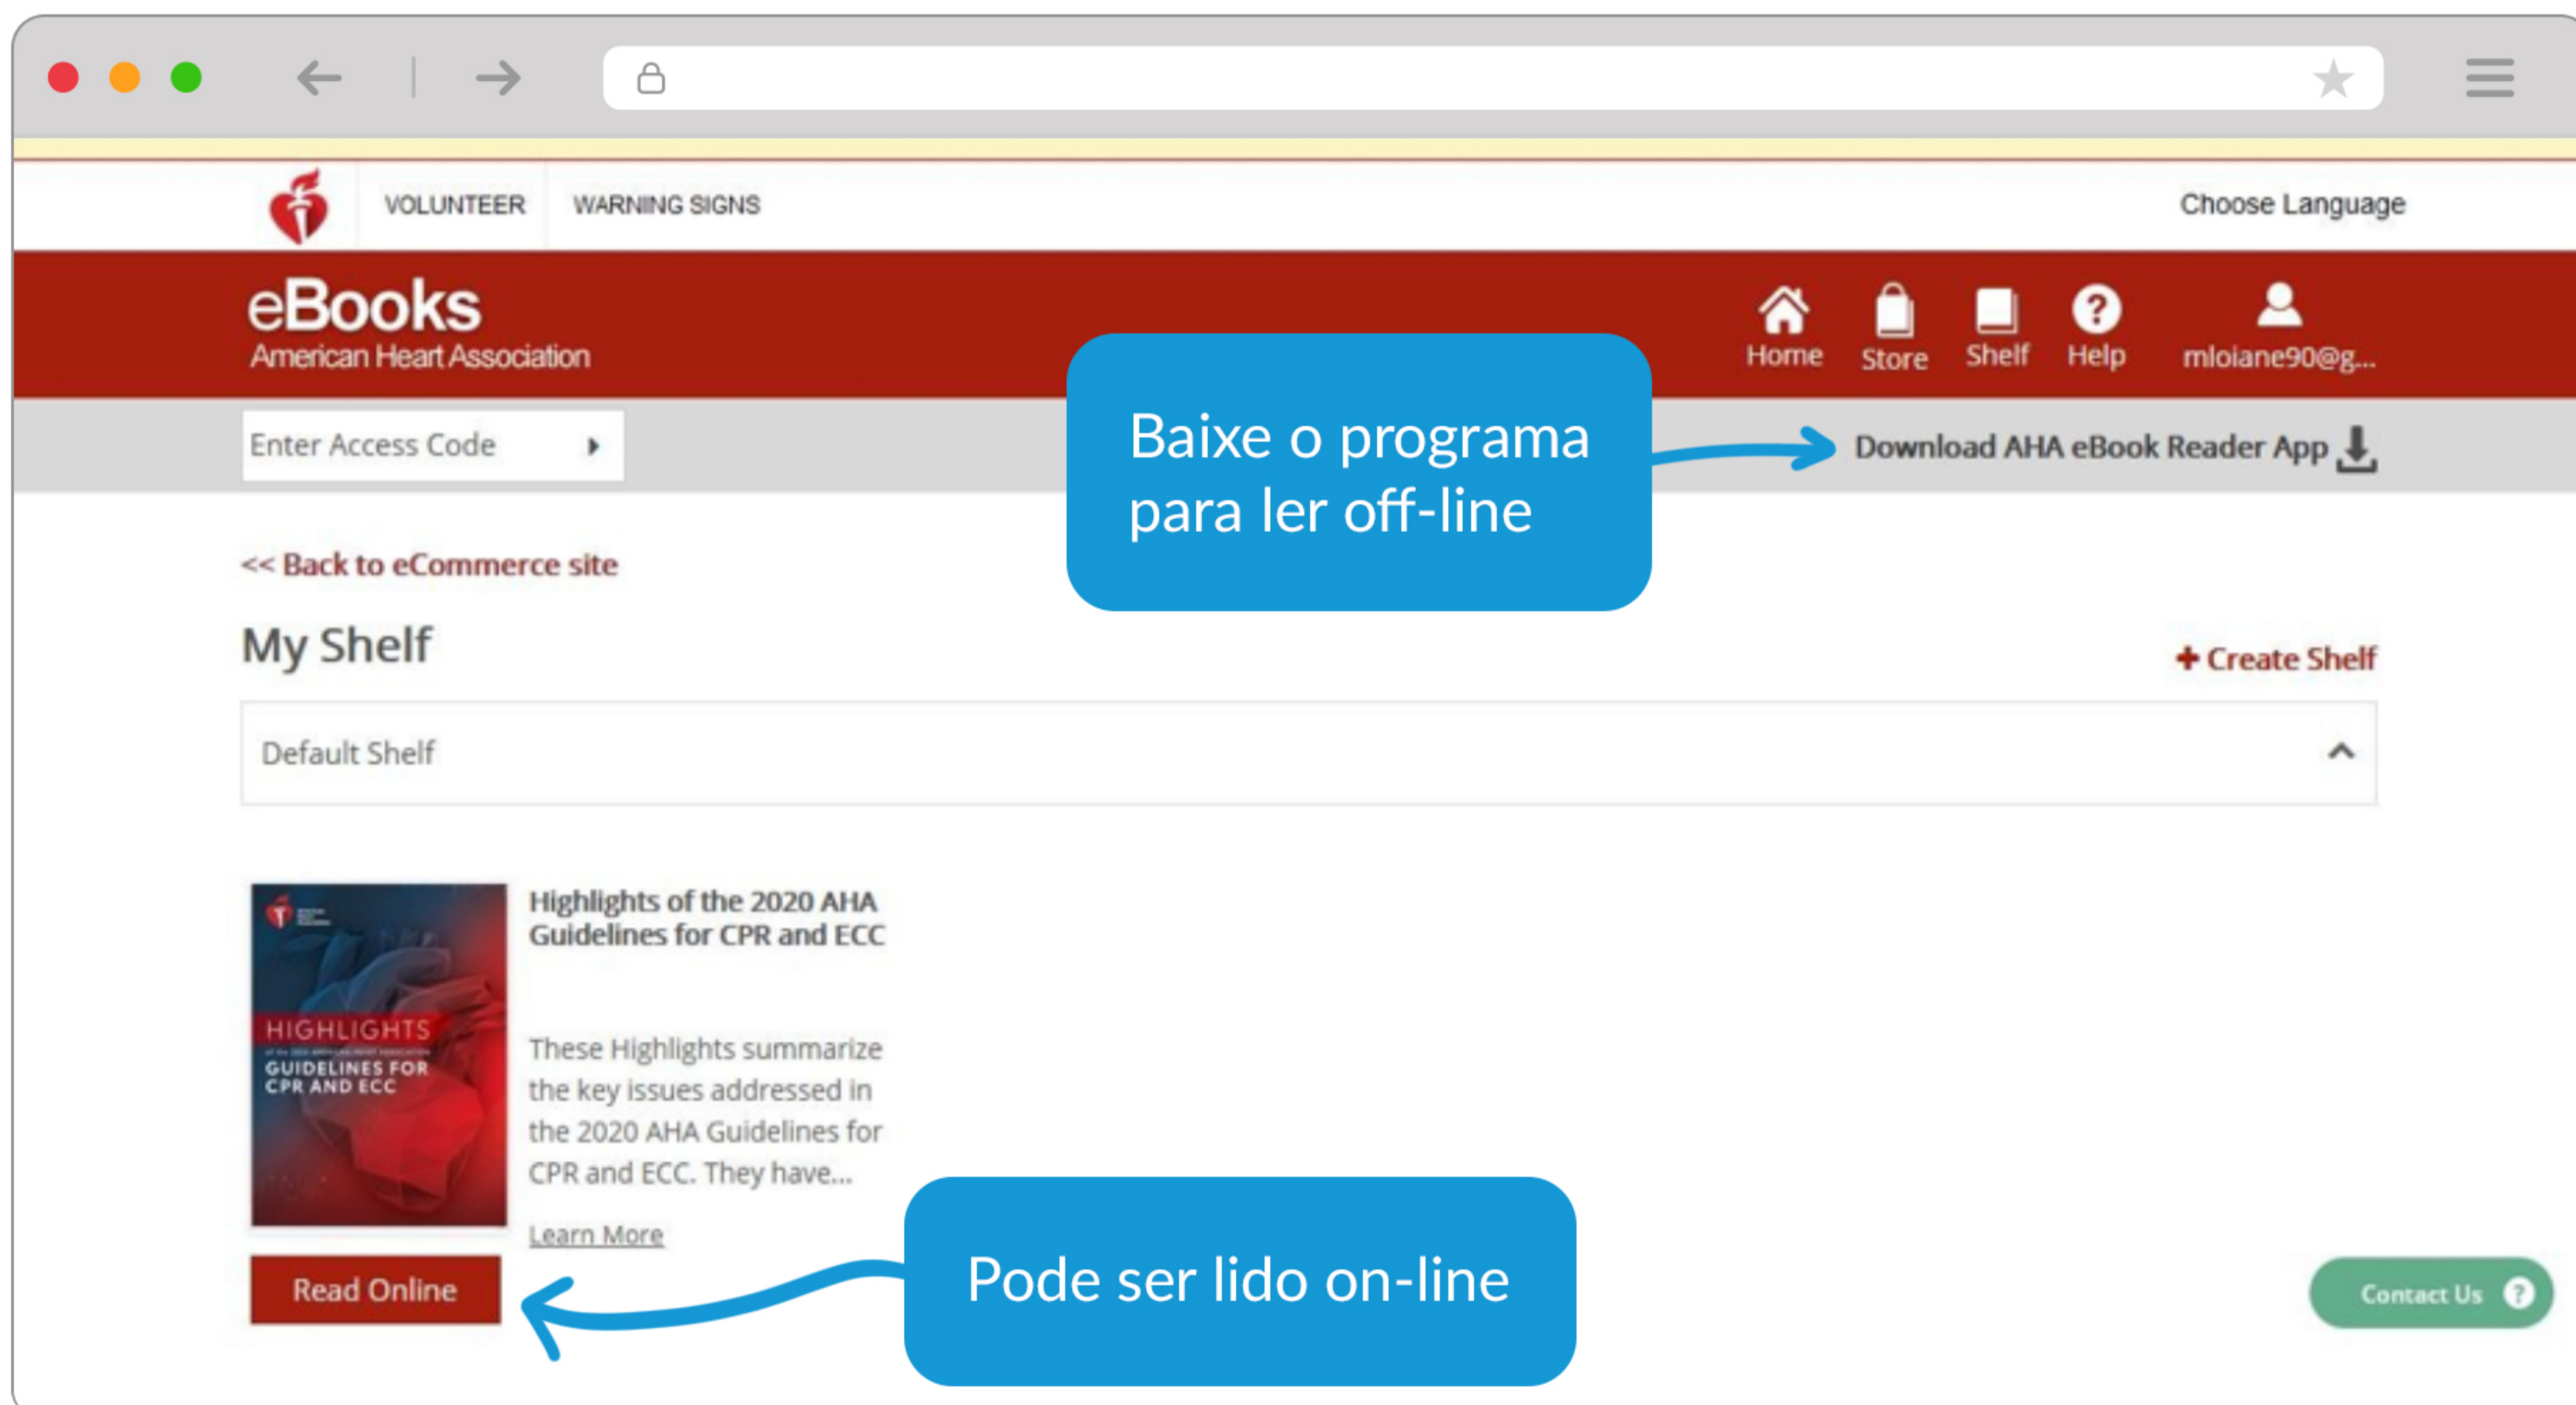 VOLUNTEER WARNING SIGNS Choose Language
eBooks
American Heart Association
Home Store Shelf Help mloiane90@g...
Enter Access Code
Baixe o programa
para ler off-line
Download AHA eBook Reader App
<< Back to eCommerce site
My Shelf
+ Create Shelf
Default Shelf
HIGHLIGHTS
GUIDELINES FOR
CPR AND ECC
Highlights of the 2020 AHA
Guidelines for CPR and ECC
These Highlights summarize
the key issues addressed in
the 2020 AHA Guidelines for
CPR and ECC. They have...
Learn More
Read Online
Pode ser lido on-line
Contact Us ?